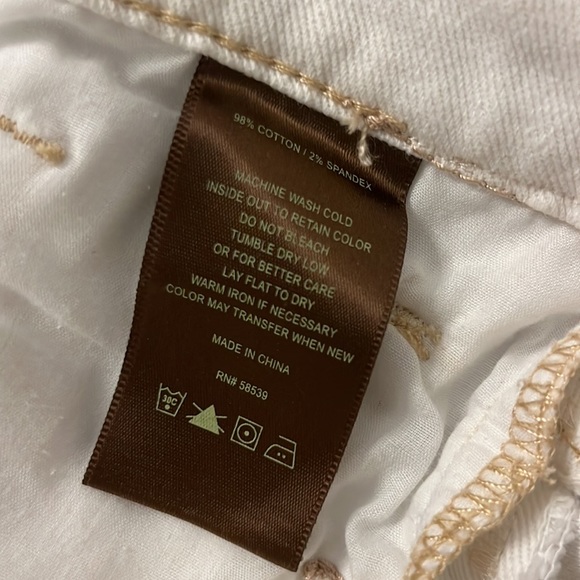 98% COTTON / 2% SPANDEX
MACHINE WASH COLD
INSIDE OUT TO RETAIN COLOR
DO NOT BLEACH
TUMBLE DRY LOW
OR FOR BETTER CARE
LAY FLAT TO DRY
WARM IRON IF NECESSARY
COLOR MAY TRANSFER WHEN NEW
MADE IN CHINA
RN# 58539
30C